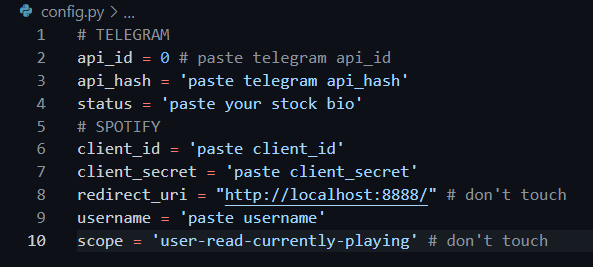 config.py > ...
1 # TELEGRAM
2 api_id = 0 # paste telegram api_id
3 api_hash = 'paste telegram api_hash'
4 status = 'paste your stock bio'
5 # SPOTIFY
6 client_id = 'paste client_id'
7 client_secret = 'paste client_secret'
8 redirect_uri = "http://localhost:8888/" # don't touch
9 username = 'paste username'
10 scope = 'user-read-currently-playing' # don't touch